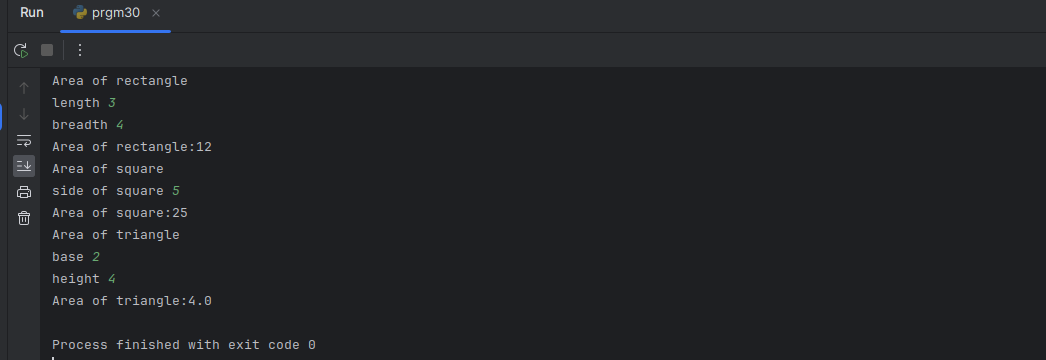 Run prgm30
Area of rectangle
length 3
breadth 4
Area of rectangle:12
Area of square
side of square 5
Area of square:25
Area of triangle
base 2
height 4
Area of triangle:4.0
Process finished with exit code 0